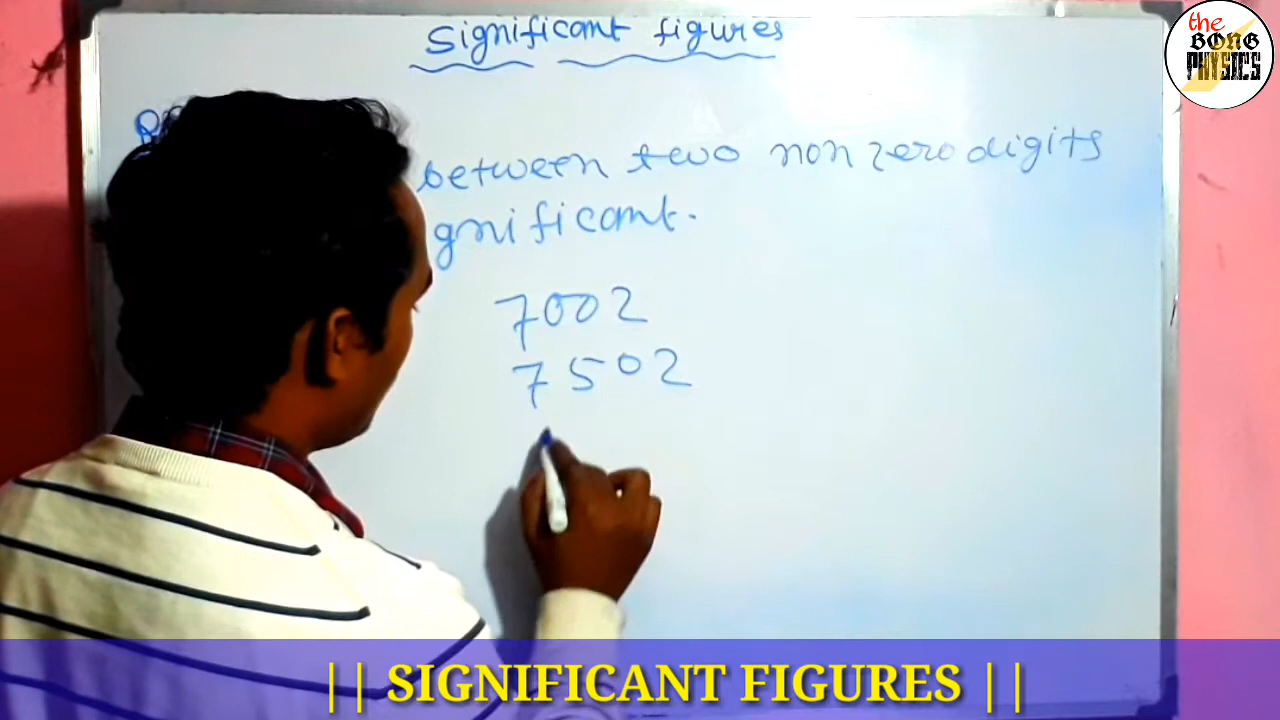 Significant figures
the
BONG
PHYSICS
between two non zero digits
gnificant.
7002
7502
|| SIGNIFICANT FIGURES ||